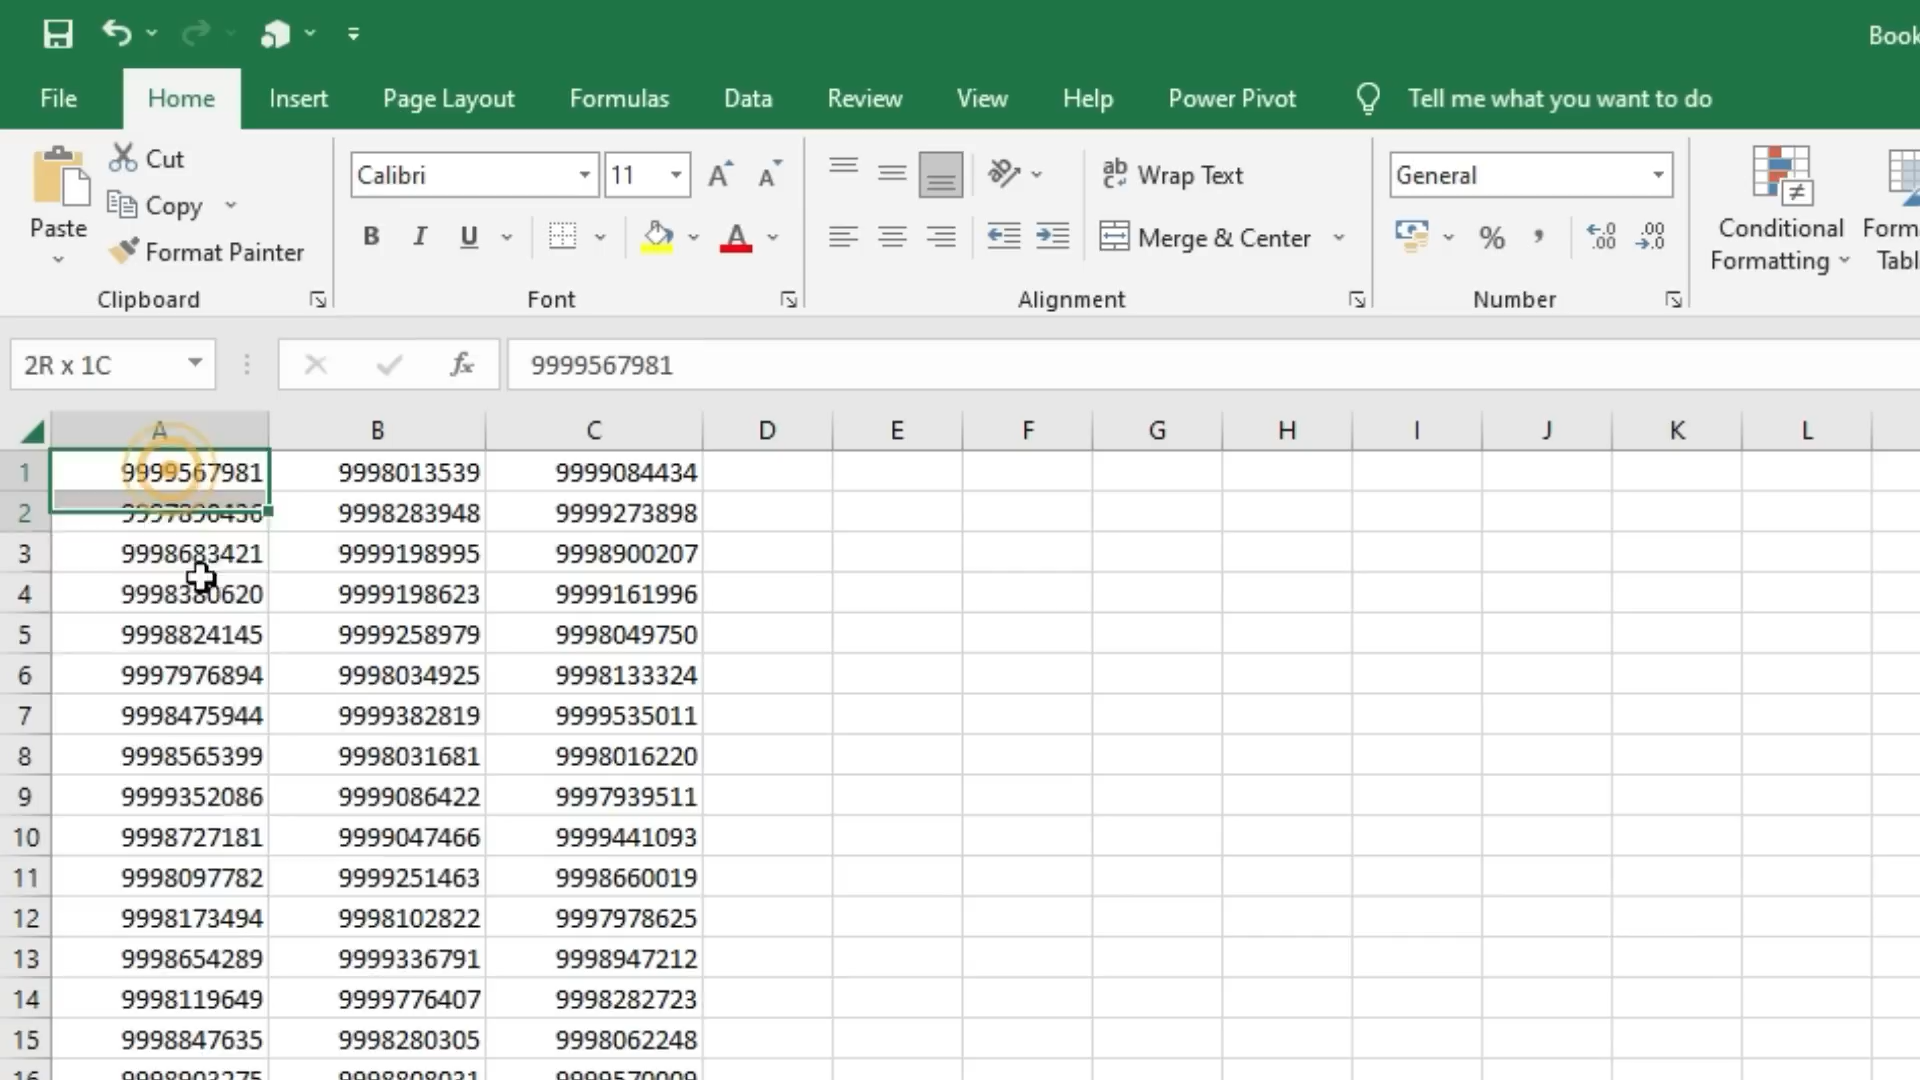 Book
File Home Insert Page Layout Formulas Data Review View Help Power Pivot Tell me what you want to do
Paste
Cut
Copy
Format Painter
Clipboard
Calibri 11
B I U
Font
Wrap Text
Merge & Center
Alignment
General
% ,
Number
Conditional
Formatting
2R x 1C fx 9999567981
A B C D E F G H I J K L
1 9999567981 9998013539 9999084434
2 9998283948 9999273898
3 9998683421 9999198995 9998900207
4 9998380620 9999198623 9999161996
5 9998824145 9999258979 9998049750
6 9997976894 9998034925 9998133324
7 9998475944 9999382819 9999535011
8 9998565399 9998031681 9998016220
9 9999352086 9999086422 9997939511
10 9998727181 9999047466 9999441093
11 9998097782 9999251463 9998660019
12 9998173494 9998102822 9997978625
13 9998654289 9999336791 9998947212
14 9998119649 9999776407 9998282723
15 9998847635 9998280305 9998062248